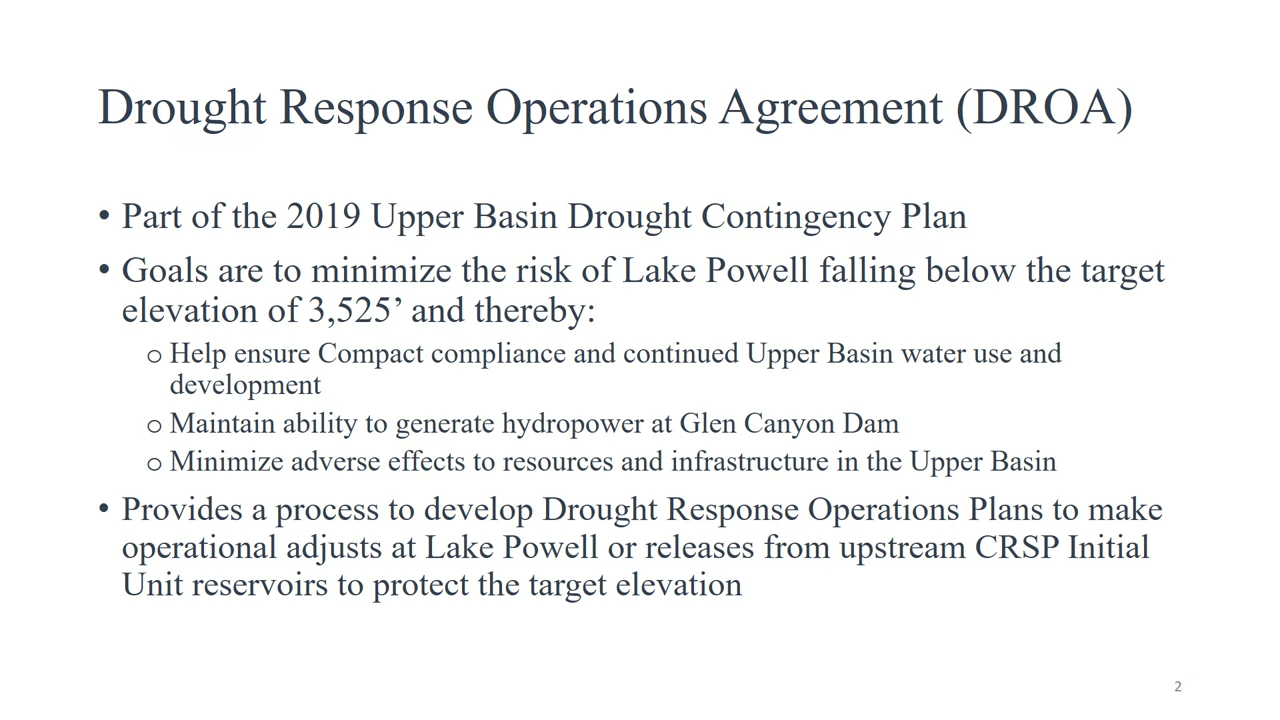 Drought Response Operations Agreement (DROA)
• Part of the 2019 Upper Basin Drought Contingency Plan
• Goals are to minimize the risk of Lake Powell falling below the target
elevation of 3,525’ and thereby:
o Help ensure Compact compliance and continued Upper Basin water use and
development
o Maintain ability to generate hydropower at Glen Canyon Dam
o Minimize adverse effects to resources and infrastructure in the Upper Basin
• Provides a process to develop Drought Response Operations Plans to make
operational adjusts at Lake Powell or releases from upstream CRSP Initial
Unit reservoirs to protect the target elevation
2